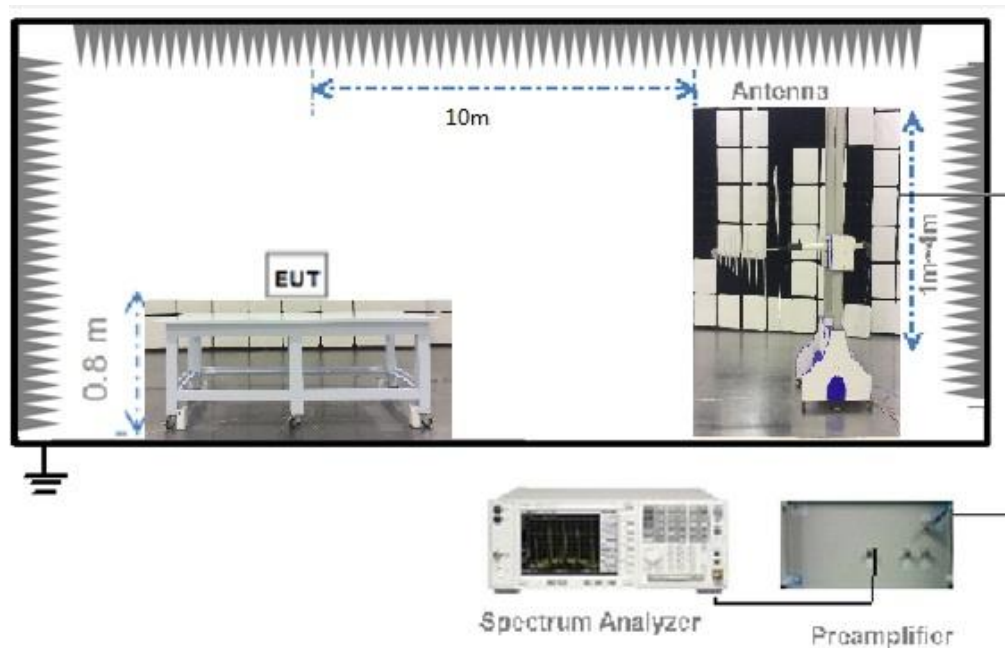 Antenna
10m
EUT
0.8 m
1m~4m
Spectrum Analyzer
Preamplifier